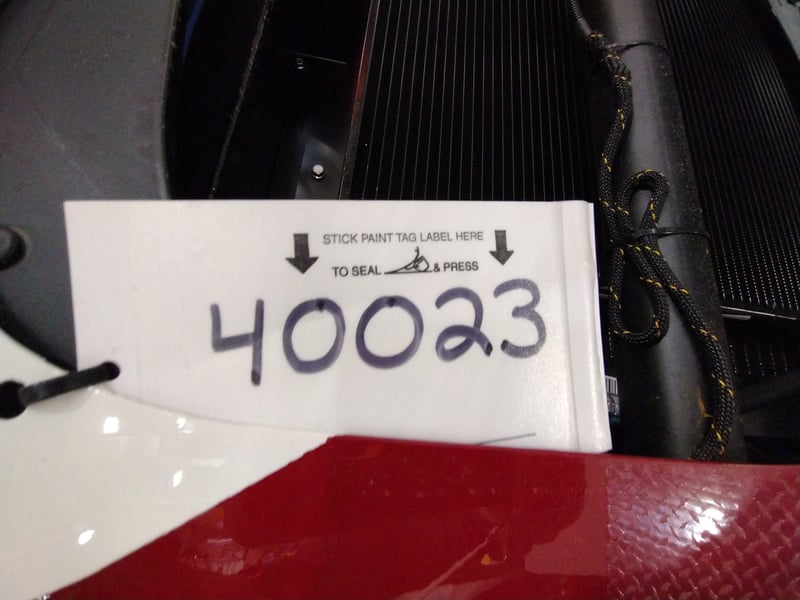 STICK PAINT TAG LABEL HERE
TO SEAL & PRESS
40023